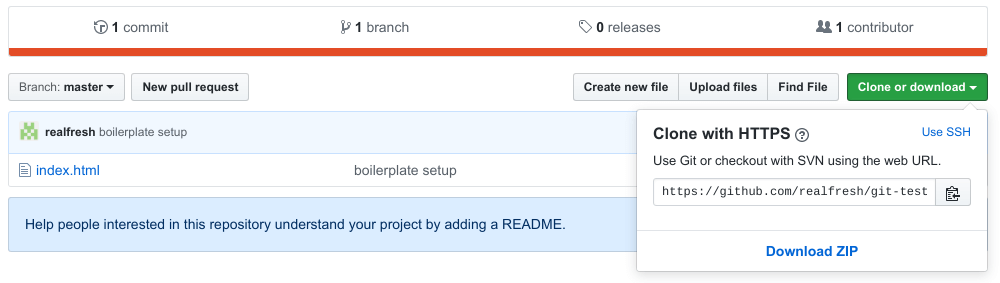 1 commit 1 branch 0 releases 1 contributor
Branch: master New pull request Create new file Upload files Find File Clone or download
realfresh boilerplate setup
Clone with HTTPS ? Use SSH
Use Git or checkout with SVN using the web URL.
index.html boilerplate setup
https://github.com/realfresh/git-test
Help people interested in this repository understand your project by adding a README.
Download ZIP